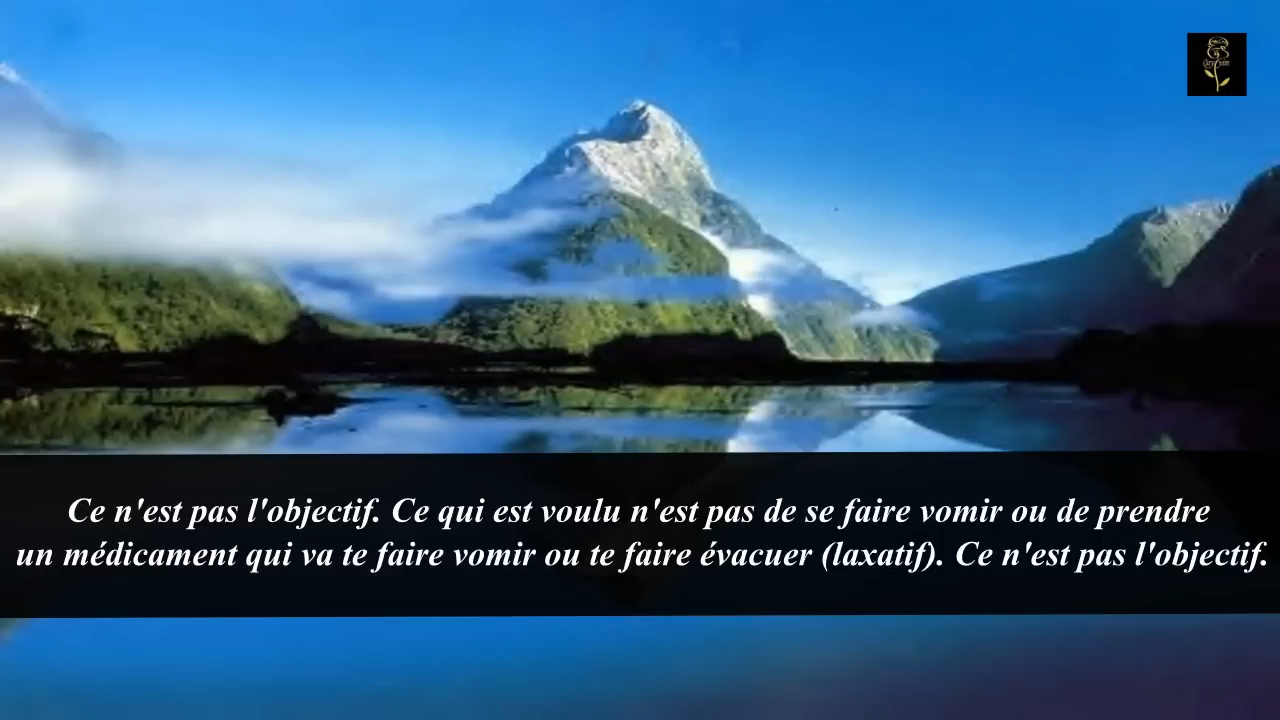 Ce n'est pas l'objectif. Ce qui est voulu n'est pas de se faire vomir ou de prendre
un médicament qui va te faire vomir ou te faire évacuer (laxatif). Ce n'est pas l'objectif.